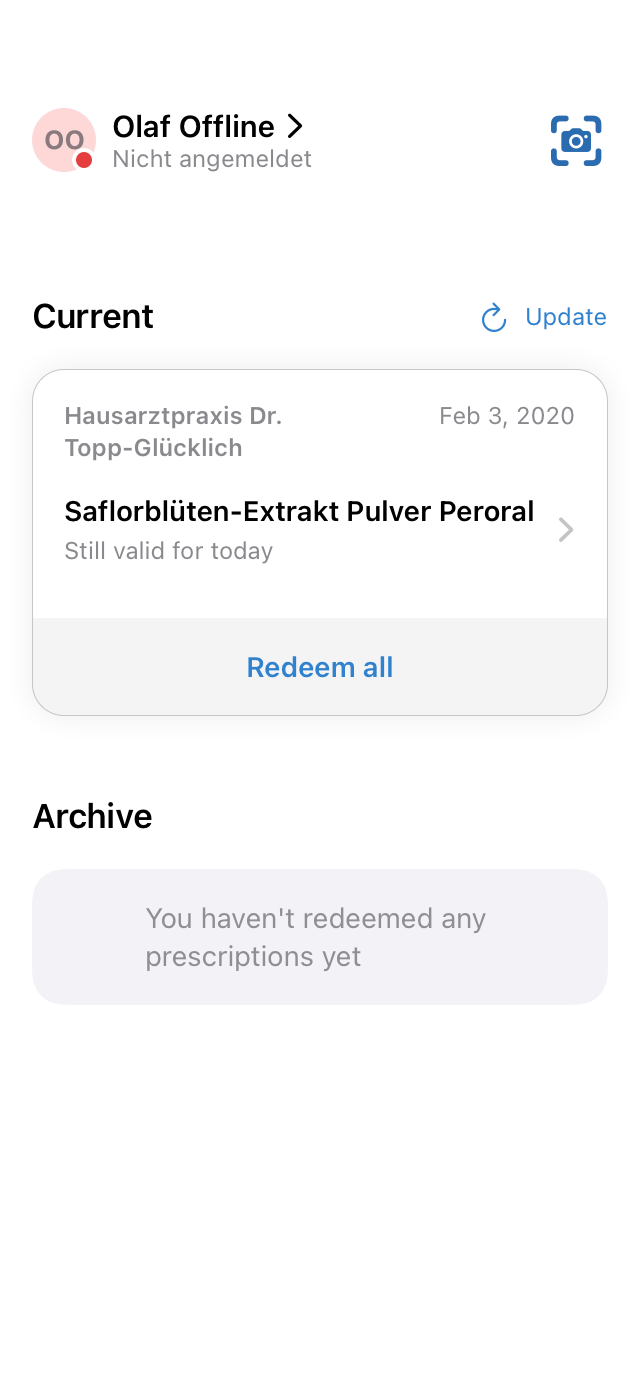 OO
Olaf Offline
Nicht angemeldet
Current
Update
Hausarztpraxis Dr.
Topp-Glücklich
Feb 3, 2020
Saflorblüten-Extrakt Pulver Peroral
Still valid for today
Redeem all
Archive
You haven't redeemed any
prescriptions yet